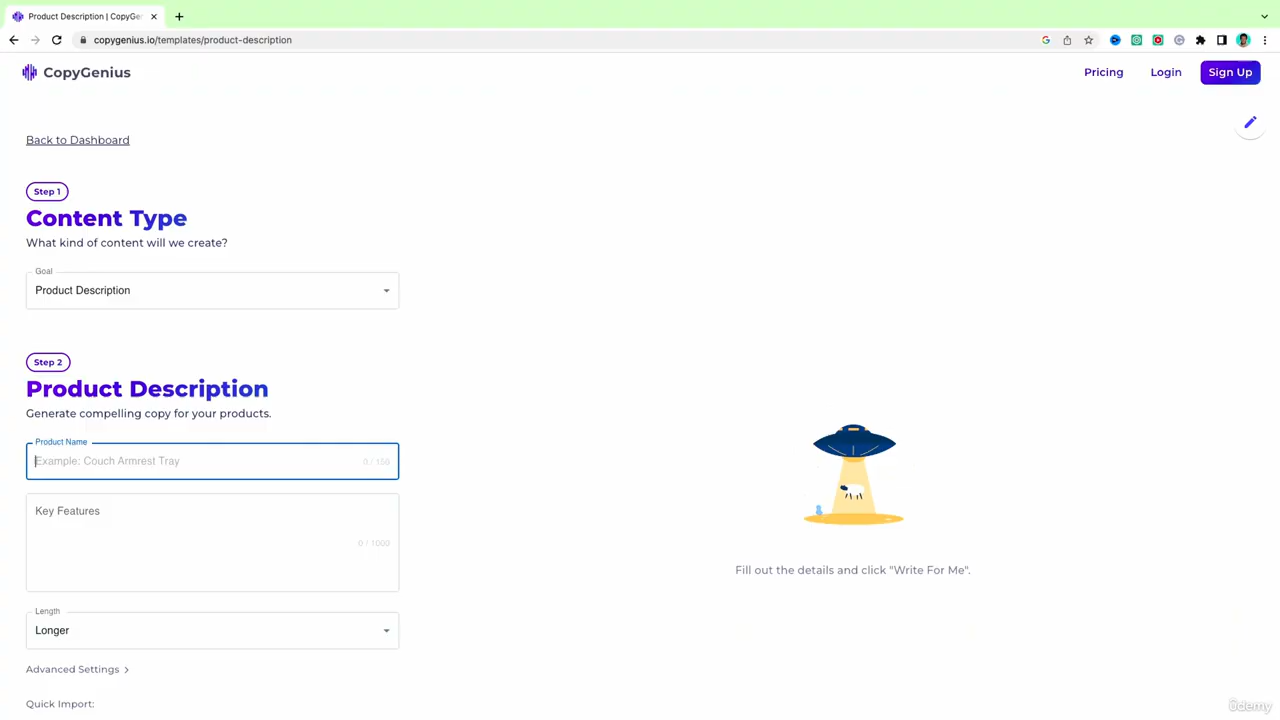 Product Description | CopyGe
copygenius.io/templates/product-description
CopyGenius
Pricing
Login
Sign Up
Back to Dashboard
Step 1
Content Type
What kind of content will we create?
Goal
Product Description
Step 2
Product Description
Generate compelling copy for your products.
Product Name
Example: Couch Armrest Tray
0 / 150
Key Features
0 / 1000
Length
Longer
Advanced Settings
Quick Import:
Fill out the details and click "Write For Me".
ûdemy